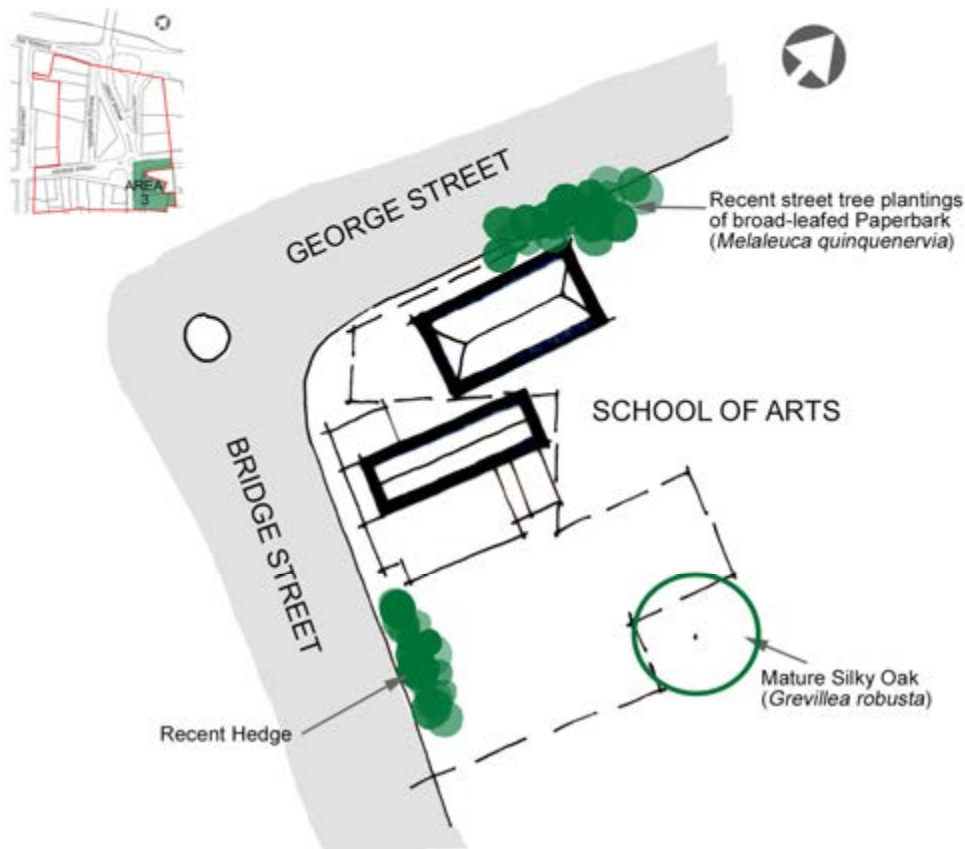 AREA
3
GEORGE STREET
Recent street tree plantings
of broad-leafed Paperbark
(Melaleuca quinquenervia)
SCHOOL OF ARTS
BRIDGE STREET
Mature Silky Oak
(Grevillea robusta)
Recent Hedge